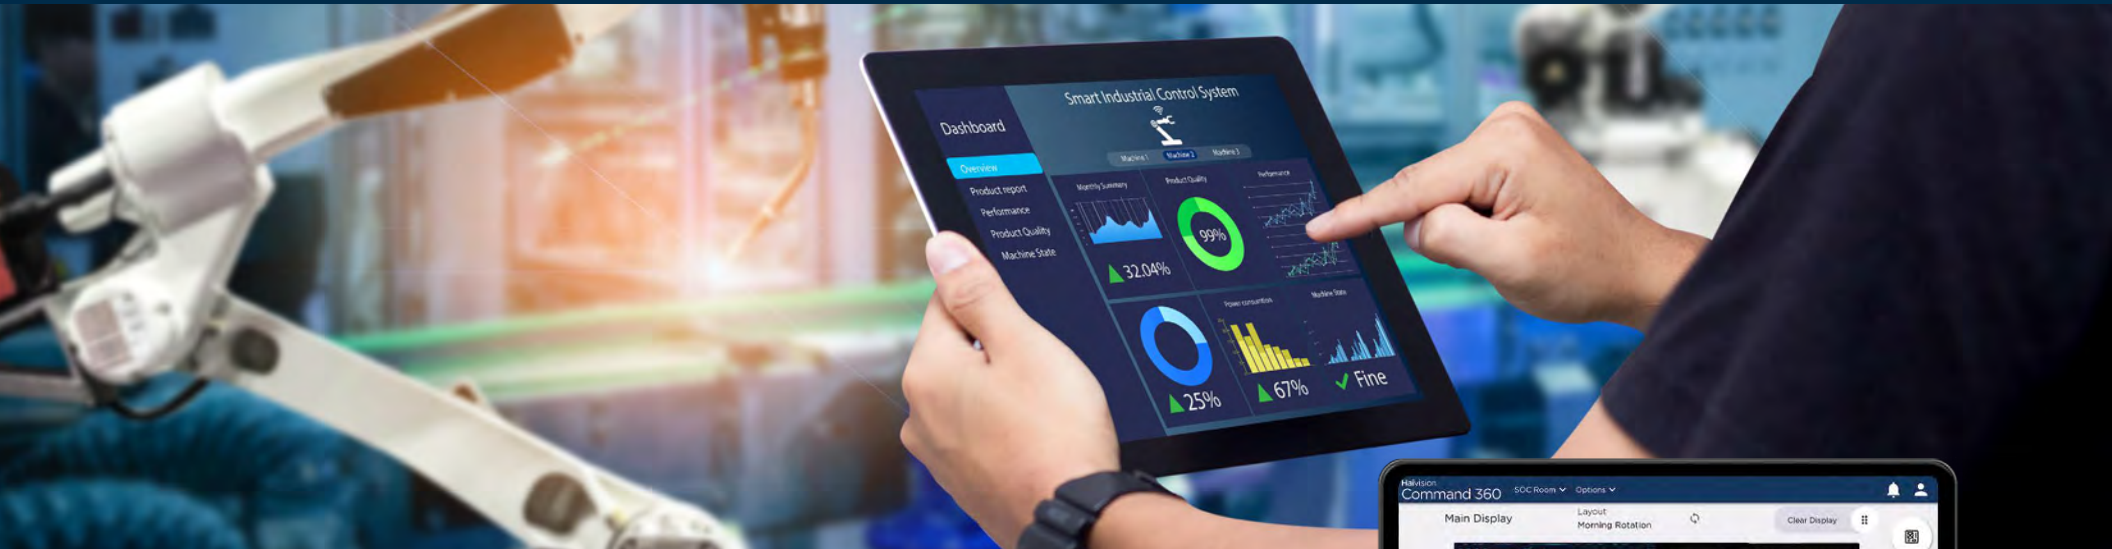 Smart Industrial Control System
Dashboard
Machine 1 Machine 2 Machine 3
Overview
Product report
Performance
Product Quality
Machine State
Monthly Summary
32.04%
Product Quality
99%
Performance
25%
Power consumtion
67%
Machine State
Fine
Haivision
Command 360 SOC Room Options
Main Display
Layout
Morning Rotation
Clear Display